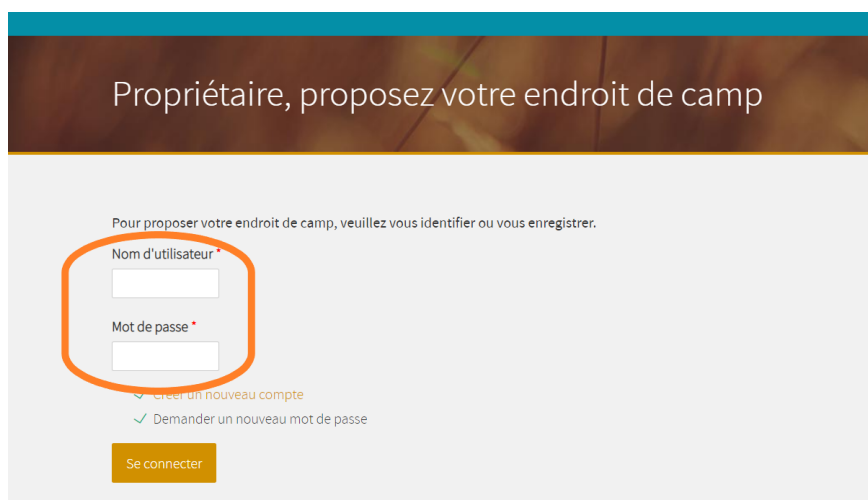 Propriétaire, proposez votre endroit de camp
Pour proposer votre endroit de camp, veuillez vous identifier ou vous enregistrer.
Nom d'utilisateur *
Mot de passe *
Créer un nouveau compte
Demander un nouveau mot de passe
Se connecter